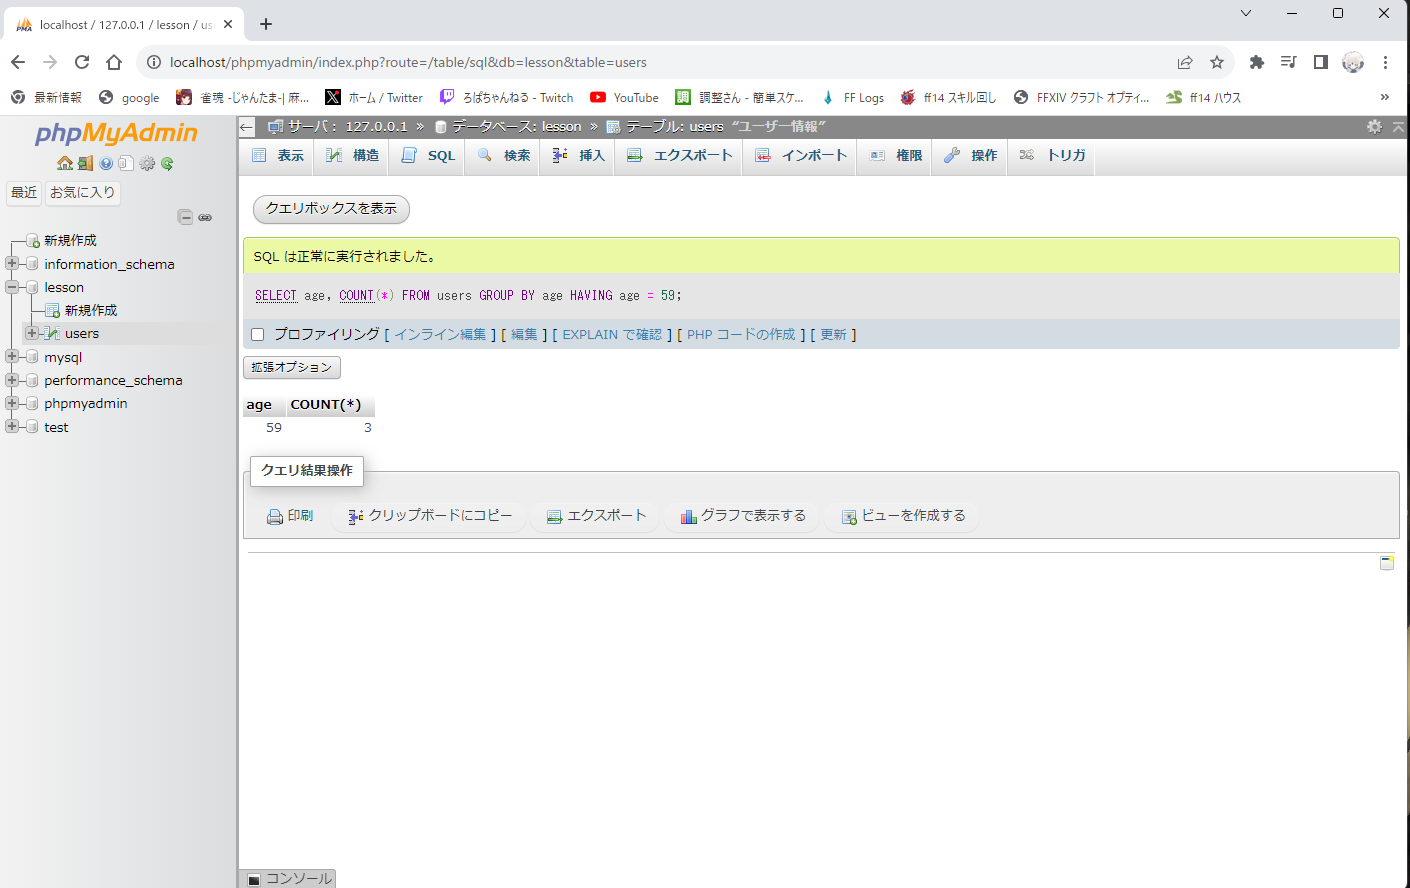 localhost / 127.0.0.1 / lesson / us
localhost/phpmyadmin/index.php?route=/table/sql&db=lesson&table=users
最新情報 google 雀魂 -じゃんたま-| 麻... ホーム / Twitter ろぱちゃんねる - Twitch YouTube 調整さん - 簡単スケ... FF Logs ff14 スキル回し FFXIV クラフト オプティ... ff14 ハウス »
phpMyAdmin
最近 お気に入り
新規作成
information_schema
lesson
新規作成
users
mysql
performance_schema
phpmyadmin
test
サーバ: 127.0.0.1 » データベース: lesson » テーブル: users “ユーザー情報”
表示 構造 SQL 検索 挿入 エクスポート インポート 権限 操作 トリガ
クエリボックスを表示
SQL は正常に実行されました。
SELECT age, COUNT(*) FROM users GROUP BY age HAVING age = 59;
プロファイリング [ インライン編集 ] [ 編集 ] [ EXPLAIN で確認 ] [ PHP コードの作成 ] [ 更新 ]
拡張オプション
age COUNT(*)
59 3
クエリ結果操作
印刷 クリップボードにコピー エクスポート グラフで表示する ビューを作成する
コンソール